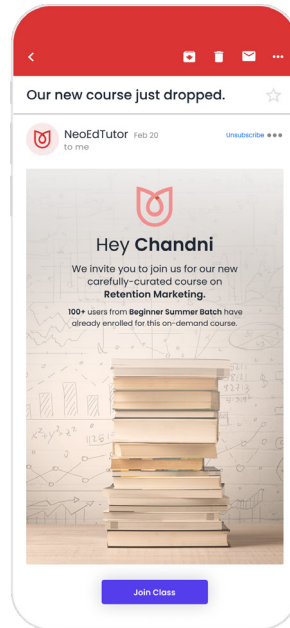 Our new course just dropped.
NeoEdTutor Feb 20 Unsubscribe
to me
Hey Chandni
We invite you to join us for our new
carefully-curated course on
Retention Marketing.
100+ users from Beginner Summer Batch have
already enrolled for this on-demand course.
Join Class